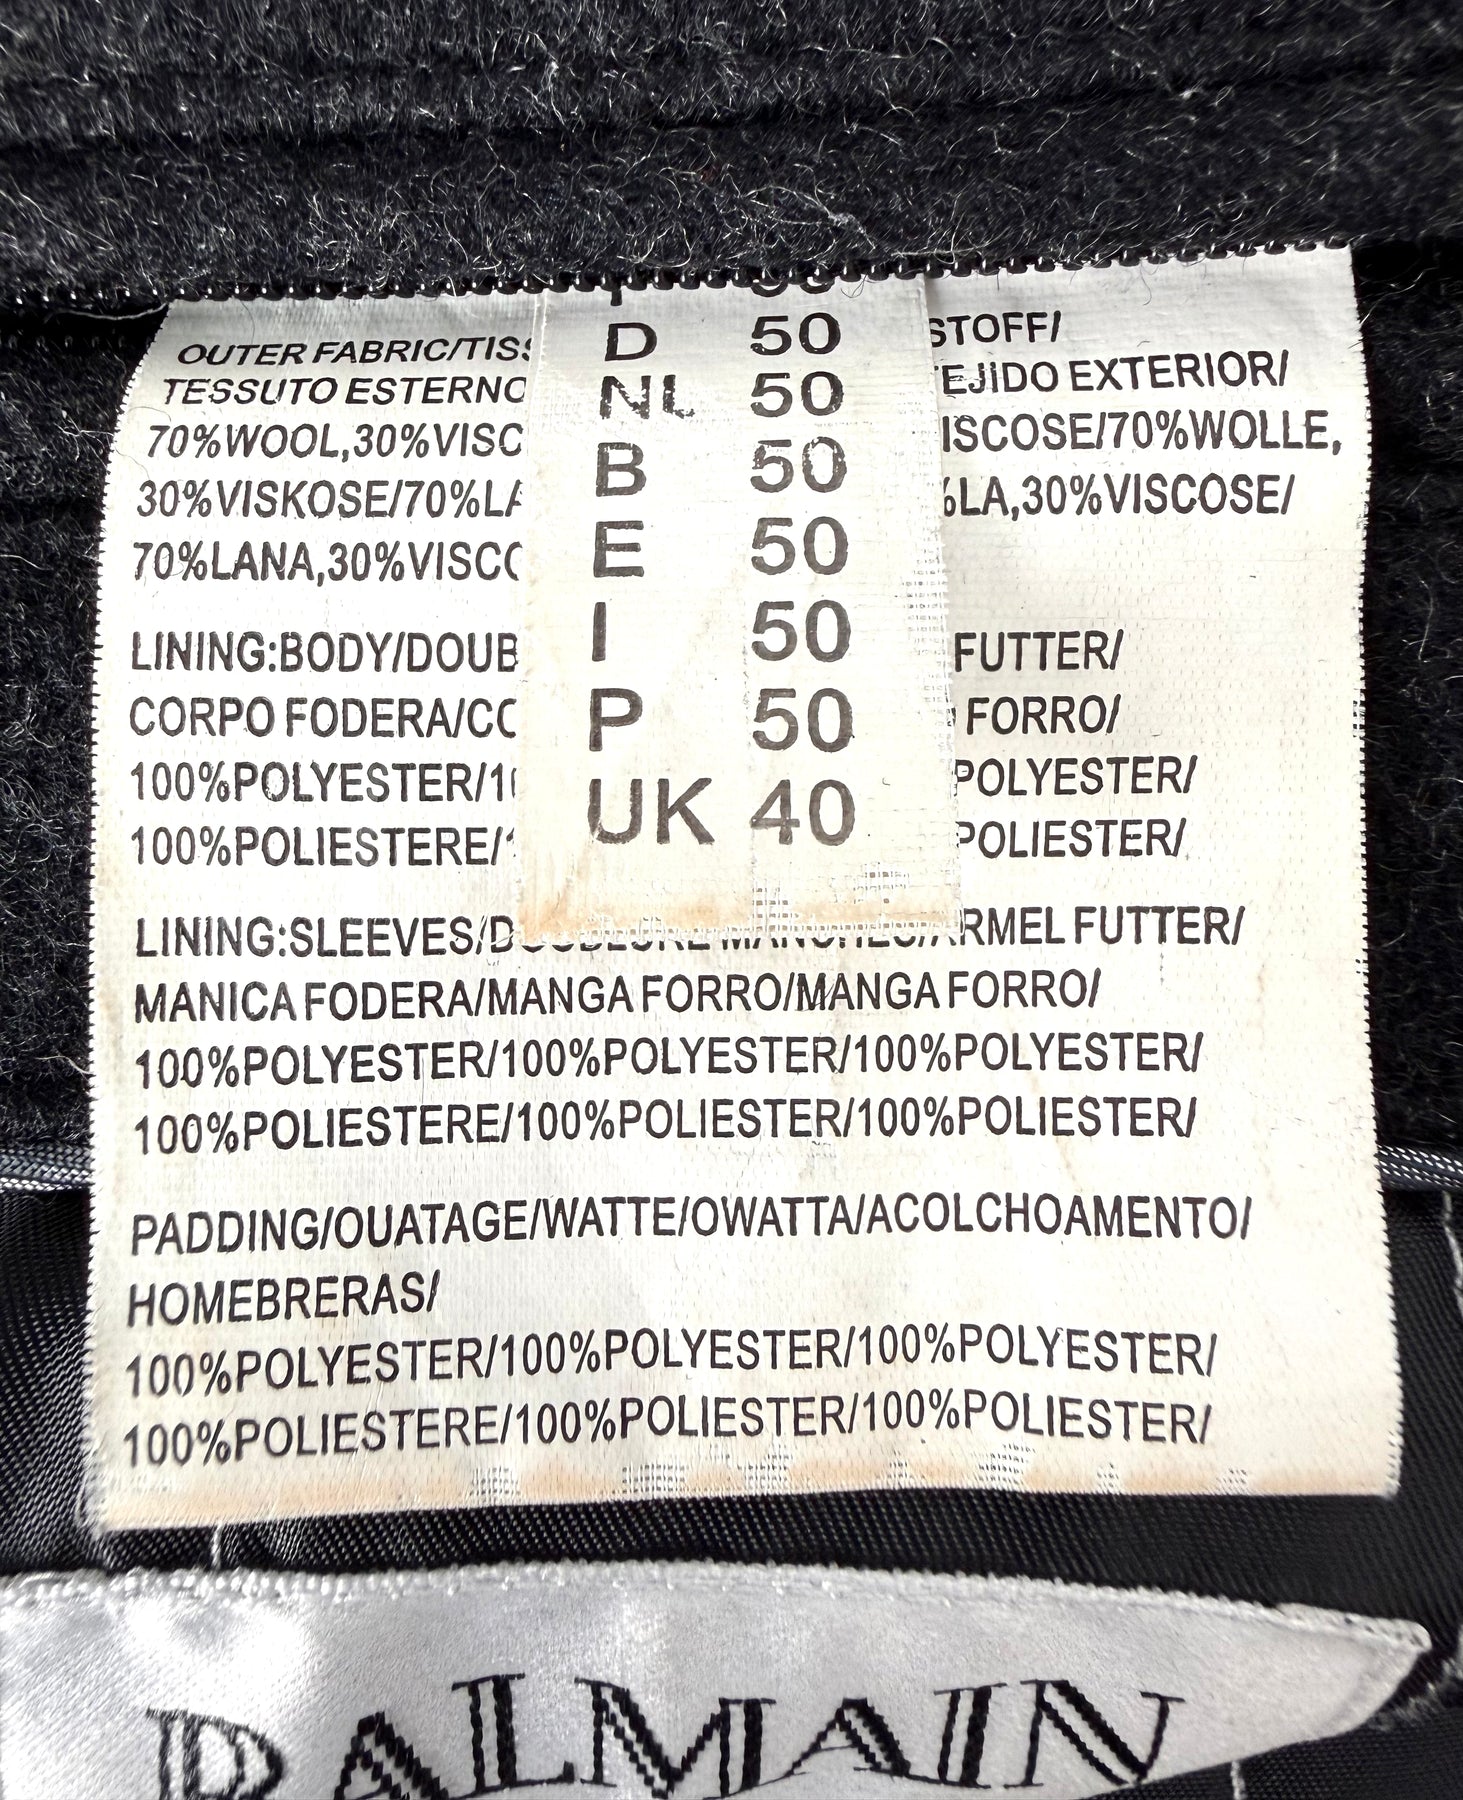 D 50
NL 50
B 50
E 50
I 50
P 50
UK 40
OUTER FABRIC/TISS STOFF/
TESSUTO ESTERNO TEJIDO EXTERIOR/
70%WOOL,30%VISC ISCOSE/70%WOLLE,
30%VISKOSE/70%LA %LA,30%VISCOSE/
70%LANA,30%VISCO
LINING:BODY/DOUB FUTTER/
CORPO FODERA/CO FORRO/
100%POLYESTER/10 POLYESTER/
100%POLIESTERE/1 POLIESTER/
LINING:SLEEVES/DOUBLURE MANCHES/ARMEL FUTTER/
MANICA FODERA/MANGA FORRO/MANGA FORRO/
100%POLYESTER/100%POLYESTER/100%POLYESTER/
100%POLIESTERE/100%POLIESTER/100%POLIESTER/
PADDING/OUATAGE/WATTE/OWATTA/ACOLCHOAMENTO/
HOMEBRERAS/
100%POLYESTER/100%POLYESTER/100%POLYESTER/
100%POLIESTERE/100%POLIESTER/100%POLIESTER/
BALMAIN